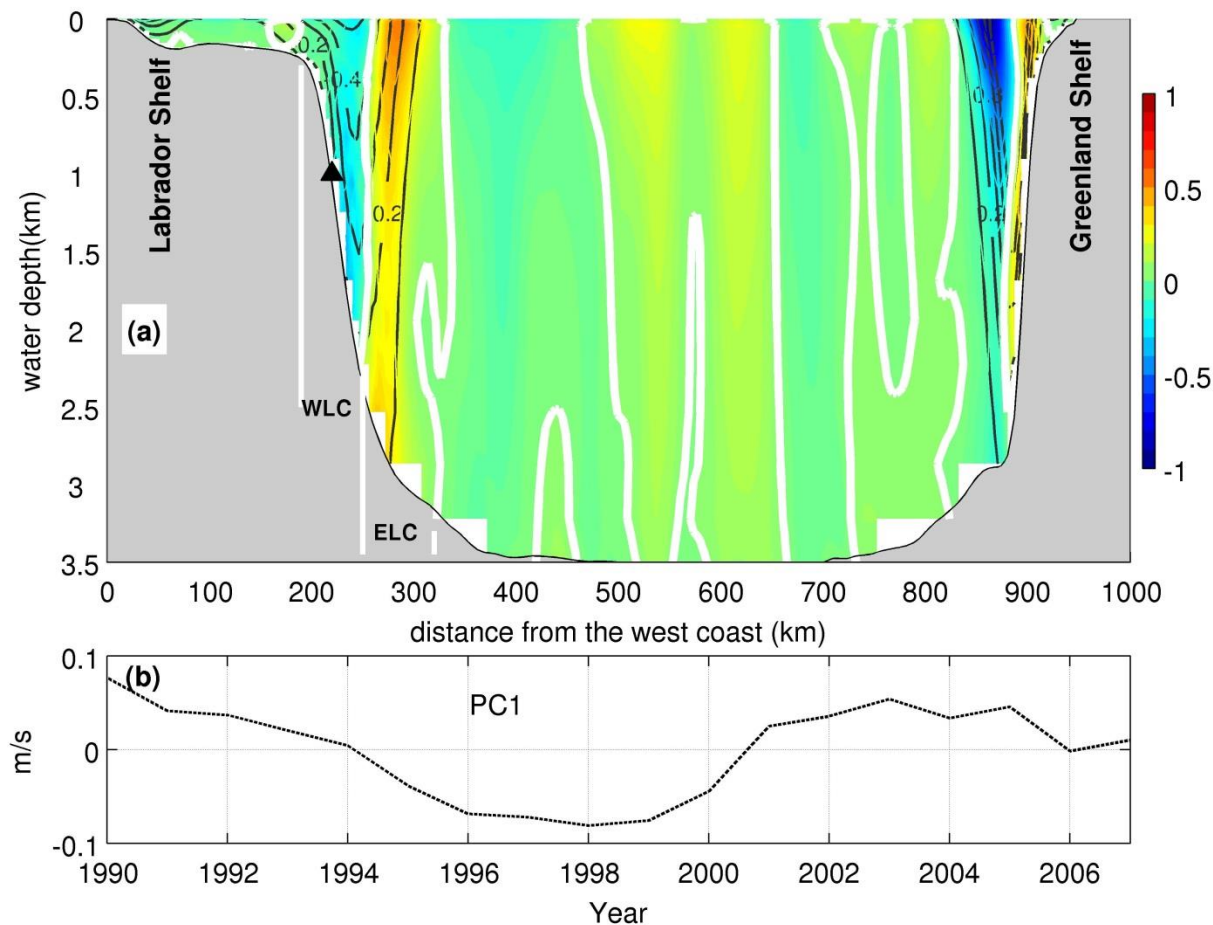 0
0.5
1
1.5
2
2.5
3
3.5
water depth(km)
Labrador Shelf
Greenland Shelf
0.2
0.4
0.2
0.2
(a)
WLC
ELC
0 100 200 300 400 500 600 700 800 900 1000
distance from the west coast (km)
1
0.5
0
-0.5
-1
(b)
PC1
0.1
0
-0.1
m/s
1990 1992 1994 1996 1998 2000 2002 2004 2006
Year